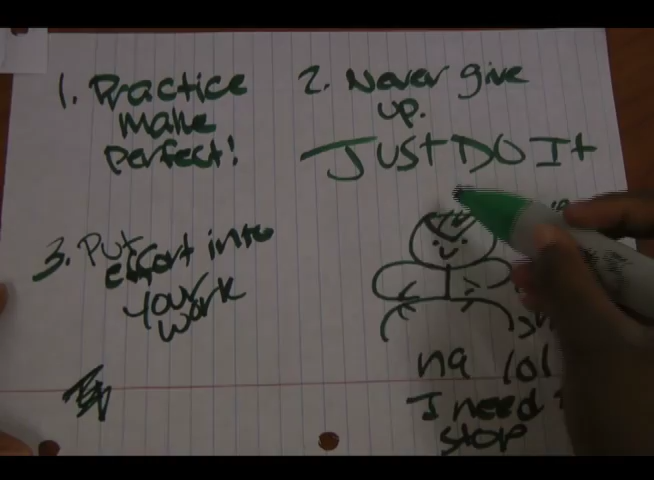 1. Practice
make
perfect!
2. Never give
up.
JUST DO It
3. Put
effort into
your
work
na lol
I need
stop